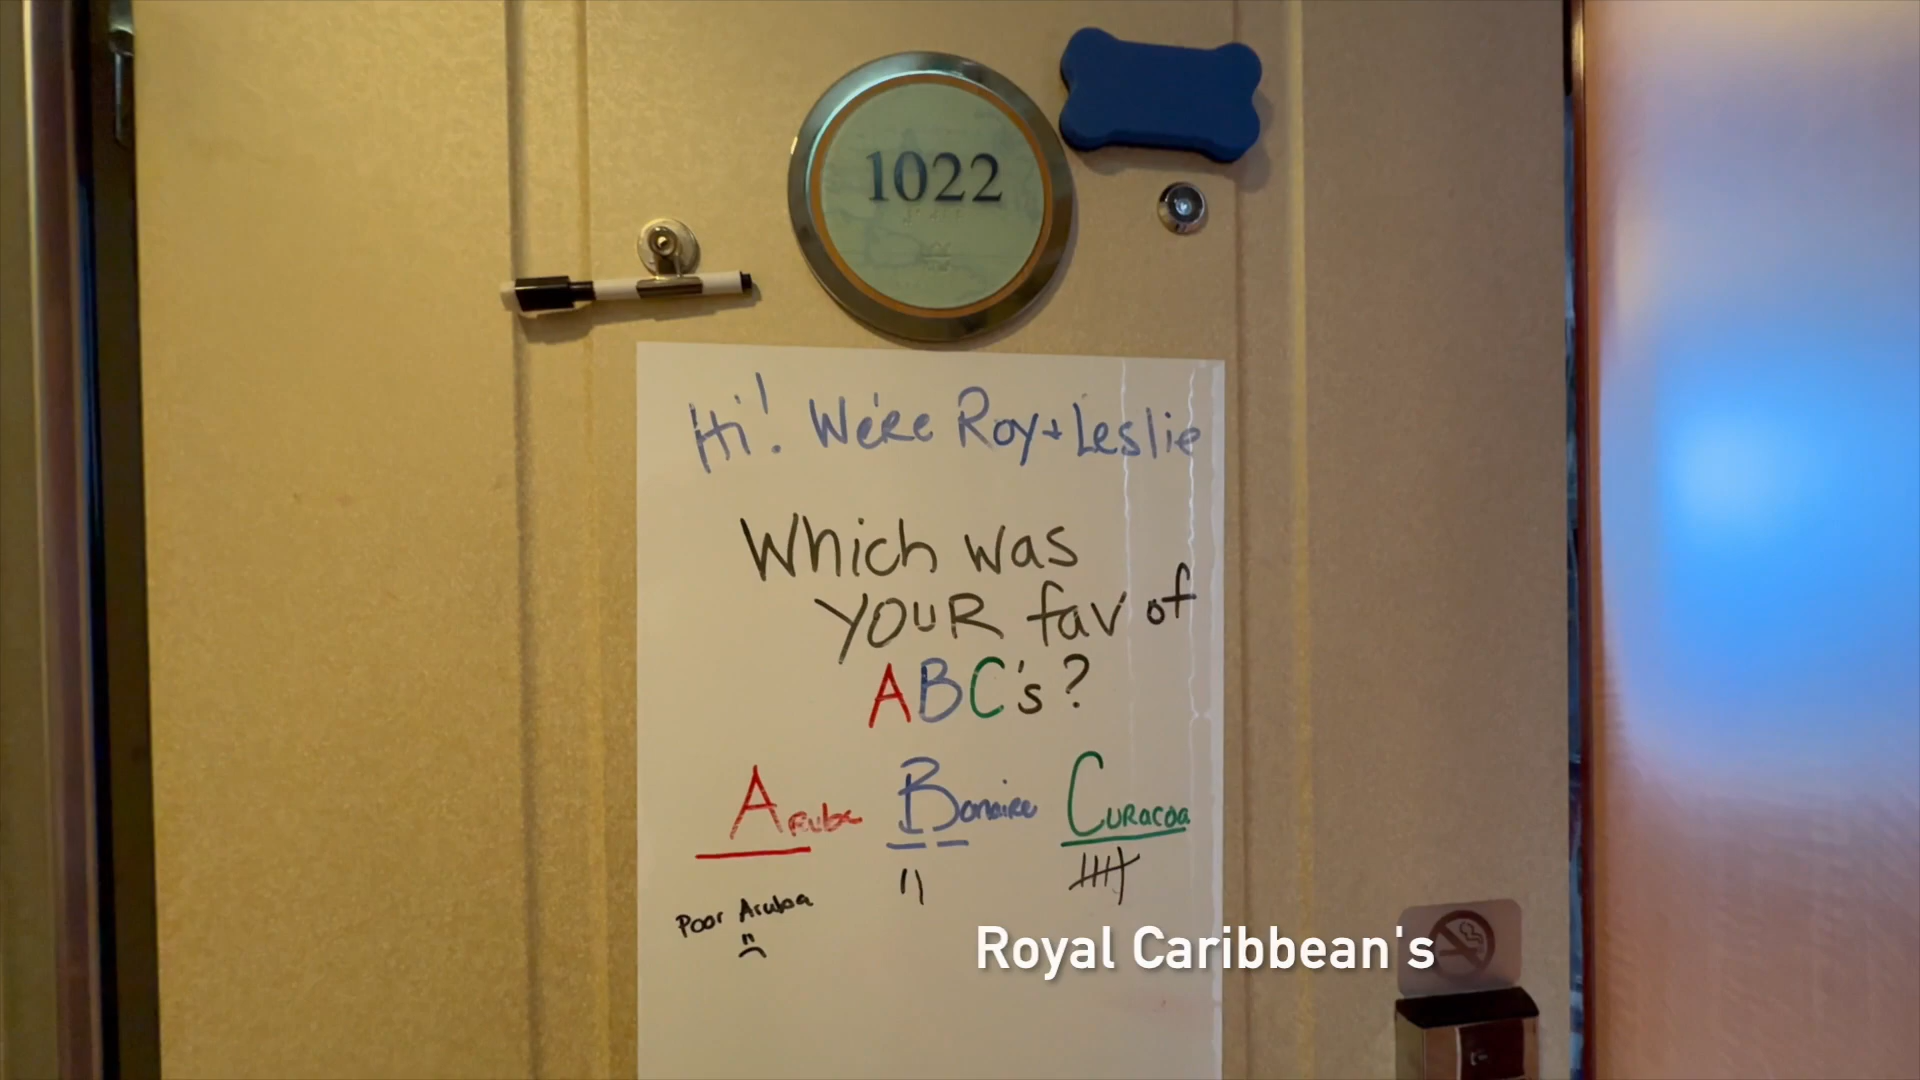 1022
Hi! We're Roy + Leslie
Which was
YOUR fav of
ABC's?
Aruba Bonaire Curacoa
Poor Aruba
Royal Caribbean's